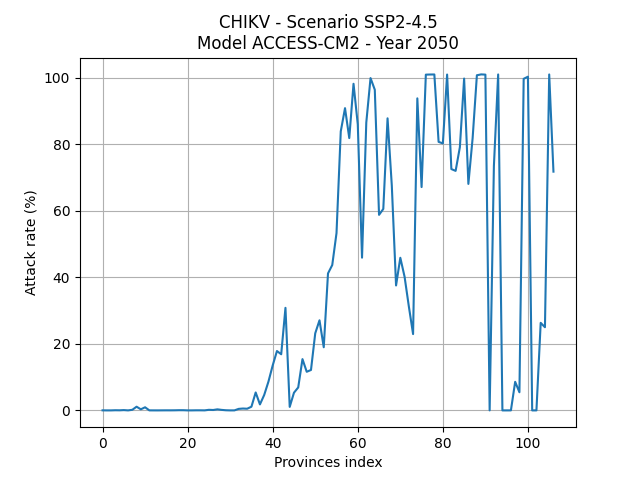 CHIKV - Scenario SSP2-4.5
Model ACCESS-CM2 - Year 2050
100
80
60
40
20
0
Attack rate (%)
0 20 40 60 80 100
Provinces index